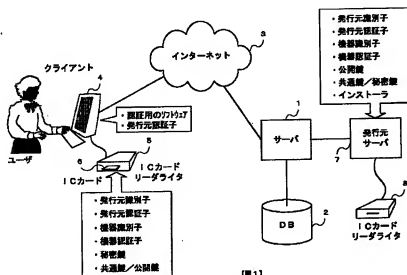 クライアント
4
・認証用のソフトウェア
・発行元認証子
ユーザ
5
6
ICカード
ICカード
リーダライタ
・発行元識別子
・発行元認証子
・機器識別子
・機器認証子
・秘密鍵
・共通鍵/公開鍵
インターネット
3
1
サーバ
2
DB
・発行元識別子
・発行元認証子
・機器識別子
・機器認証子
・公開鍵
・共通鍵/秘密鍵
・インストーラ
発行元
サーバ
7
8
ICカード
リーダライタ
【図1】